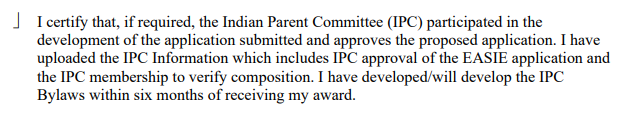 I certify that, if required, the Indian Parent Committee (IPC) participated in the
development of the application submitted and approves the proposed application. I have
uploaded the IPC Information which includes IPC approval of the EASIE application and
the IPC membership to verify composition. I have developed/will develop the IPC
Bylaws within six months of receiving my award.